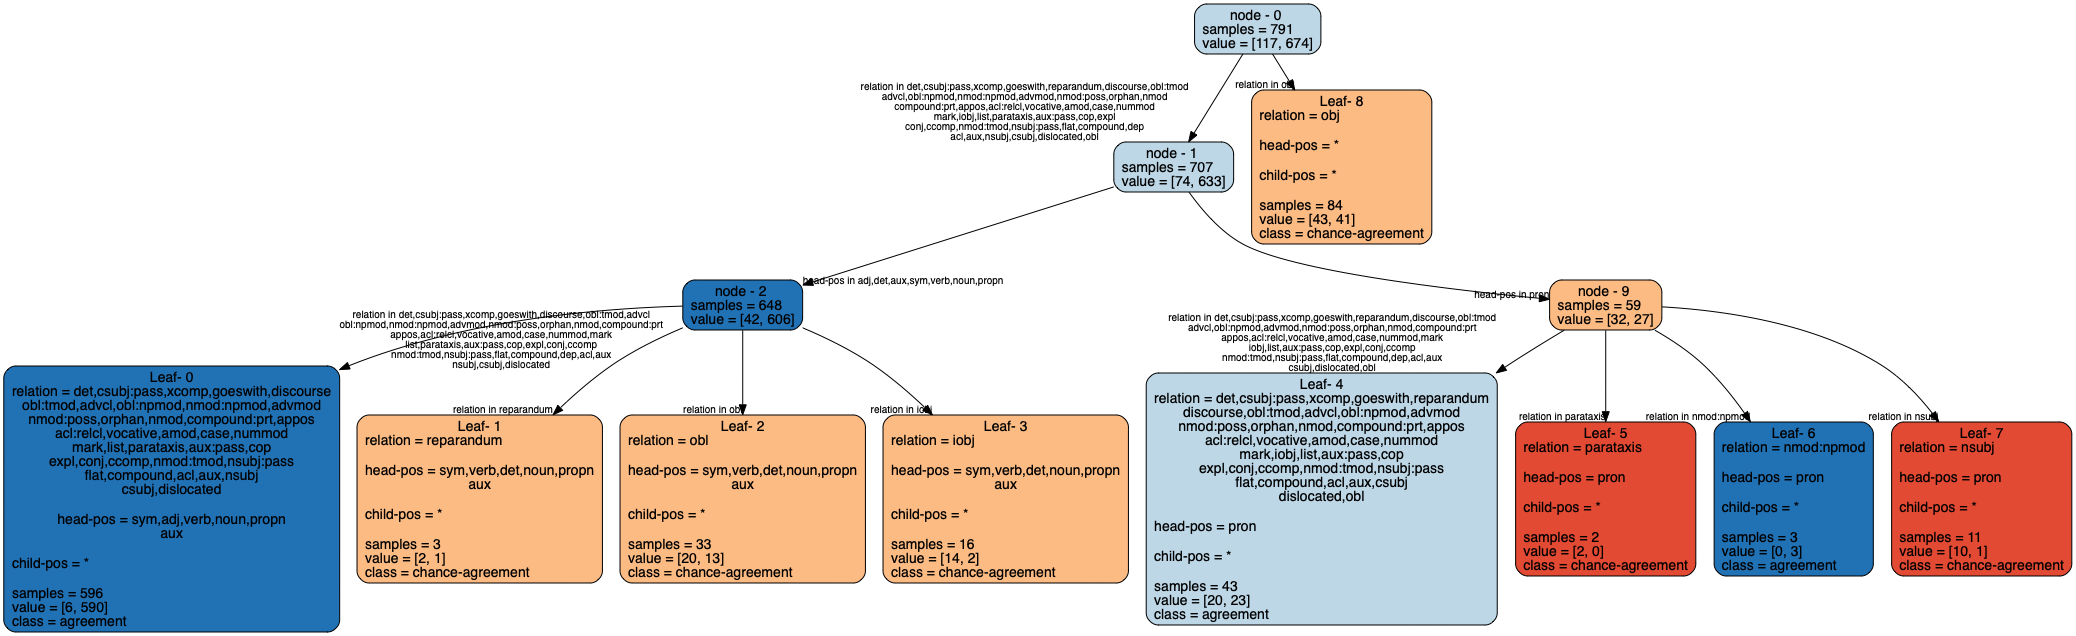 node - 0
samples = 791
value = [117, 674]
relation in det,csubj:pass,xcomp,goeswith,reparandum,discourse,obl:tmod
advcl,obl:npmod,nmod:npmod,advmod,nmod:poss,orphan,nmod
compound:prt,appos,acl:relcl,vocative,amod,case,nummod
mark,iobj,list,parataxis,aux:pass,cop,expl
conj,ccomp,nmod:tmod,nsubj:pass,flat,compound,dep
acl,aux,nsubj,csubj,dislocated,obl
relation in obj
Leaf- 8
relation = obj
head-pos = *
child-pos = *
samples = 84
value = [43, 41]
class = chance-agreement
node - 1
samples = 707
value = [74, 633]
head-pos in adj,det,aux,sym,verb,noun,propn
node - 2
samples = 648
value = [42, 606]
head-pos in pron
node - 9
samples = 59
value = [32, 27]
relation in det,csubj:pass,xcomp,goeswith,discourse,obl:tmod,advcl
obl:npmod,nmod:npmod,advmod,nmod:poss,orphan,nmod,compound:prt
appos,acl:relcl,vocative,amod,case,nummod,mark
list,parataxis,aux:pass,cop,expl,conj,ccomp
nmod:tmod,nsubj:pass,flat,compound,dep,acl,aux
nsubj,csubj,dislocated
Leaf- 0
relation = det,csubj:pass,xcomp,goeswith,discourse
obl:tmod,advcl,obl:npmod,nmod:npmod,advmod
nmod:poss,orphan,nmod,compound:prt,appos
acl:relcl,vocative,amod,case,nummod
mark,list,parataxis,aux:pass,cop
expl,conj,ccomp,nmod:tmod,nsubj:pass
flat,compound,acl,aux,nsubj
csubj,dislocated
head-pos = sym,adj,verb,noun,propn
aux
child-pos = *
samples = 596
value = [6, 590]
class = agreement
relation in reparandum
Leaf- 1
relation = reparandum
head-pos = sym,verb,det,noun,propn
aux
child-pos = *
samples = 3
value = [2, 1]
class = chance-agreement
relation in obl
Leaf- 2
relation = obl
head-pos = sym,verb,det,noun,propn
aux
child-pos = *
samples = 33
value = [20, 13]
class = chance-agreement
relation in iobj
Leaf- 3
relation = iobj
head-pos = sym,verb,det,noun,propn
aux
child-pos = *
samples = 16
value = [14, 2]
class = chance-agreement
relation in det,csubj:pass,xcomp,goeswith,reparandum,discourse,obl:tmod
advcl,obl:npmod,advmod,nmod:poss,orphan,nmod,compound:prt
appos,acl:relcl,vocative,amod,case,nummod,mark
iobj,list,aux:pass,cop,expl,conj,ccomp
nmod:tmod,nsubj:pass,flat,compound,dep,acl,aux
csubj,dislocated,obl
Leaf- 4
relation = det,csubj:pass,xcomp,goeswith,reparandum
discourse,obl:tmod,advcl,obl:npmod,advmod
nmod:poss,orphan,nmod,compound:prt,appos
acl:relcl,vocative,amod,case,nummod
mark,iobj,list,aux:pass,cop
expl,conj,ccomp,nmod:tmod,nsubj:pass
flat,compound,acl,aux,csubj
dislocated,obl
head-pos = pron
child-pos = *
samples = 43
value = [20, 23]
class = agreement
relation in parataxis
Leaf- 5
relation = parataxis
head-pos = pron
child-pos = *
samples = 2
value = [2, 0]
class = chance-agreement
relation in nmod:npmod
Leaf- 6
relation = nmod:npmod
head-pos = pron
child-pos = *
samples = 3
value = [0, 3]
class = agreement
relation in nsubj
Leaf- 7
relation = nsubj
head-pos = pron
child-pos = *
samples = 11
value = [10, 1]
class = chance-agreement